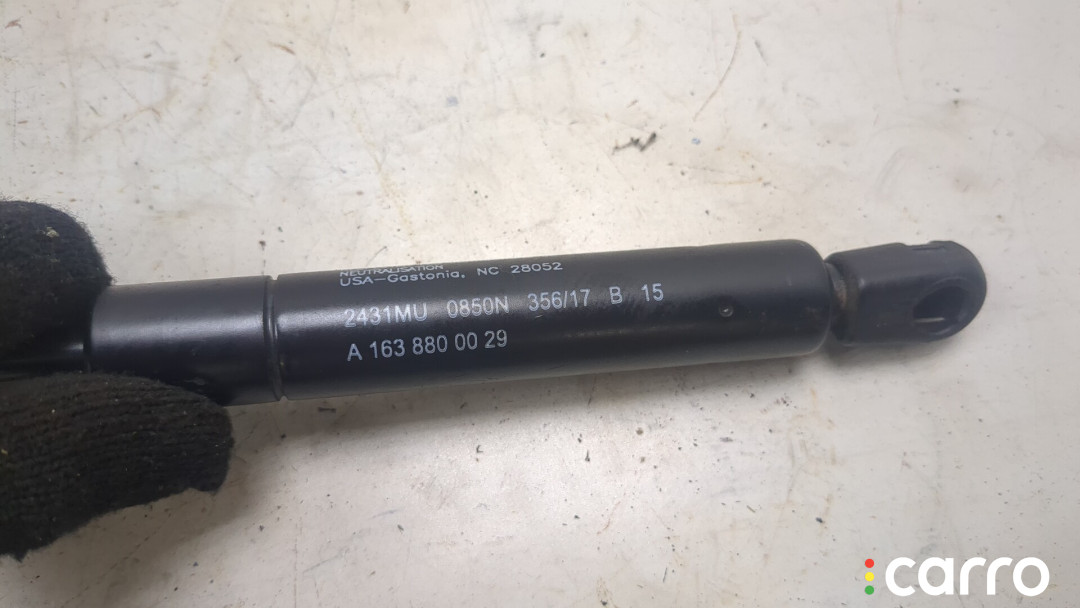 NEUTRALISATION
USA-Gastonia, NC 28052
2431MU 0850N 356/17 B 15
A 163 880 00 29
carro